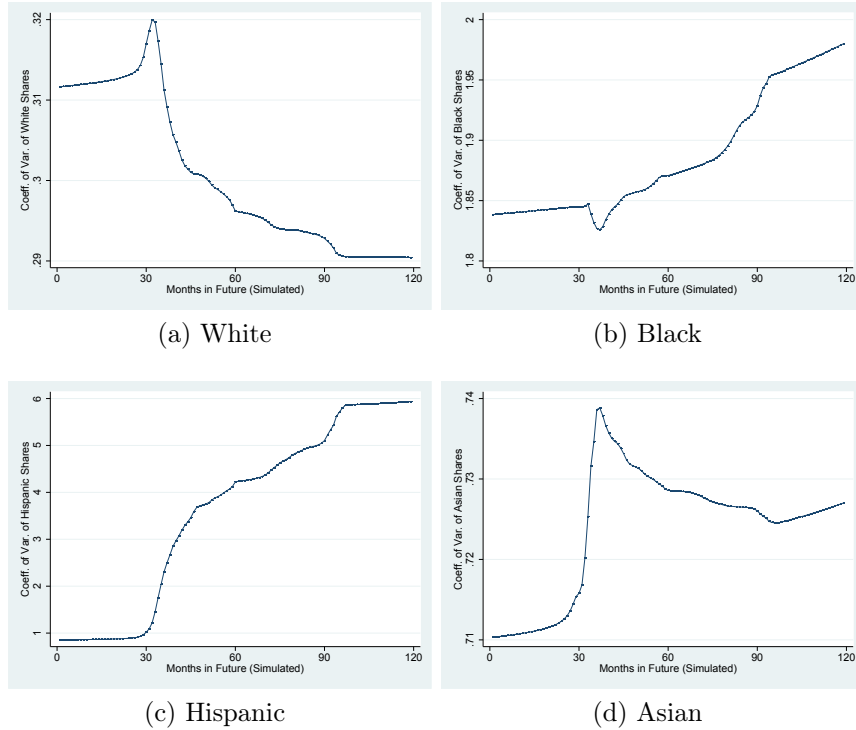 Coeff. of Var. of White Shares
.32
.31
.3
.29
0 30 60 90 120
Months in Future (Simulated)
(a) White
Coeff. of Var. of Black Shares
2
1.95
1.9
1.85
1.8
0 30 60 90 120
Months in Future (Simulated)
(b) Black
Coeff. of Var. of Hispanic Shares
6
5
4
3
2
1
0 30 60 90 120
Months in Future (Simulated)
(c) Hispanic
Coeff. of Var. of Asian Shares
.74
.73
.72
.71
0 30 60 90 120
Months in Future (Simulated)
(d) Asian